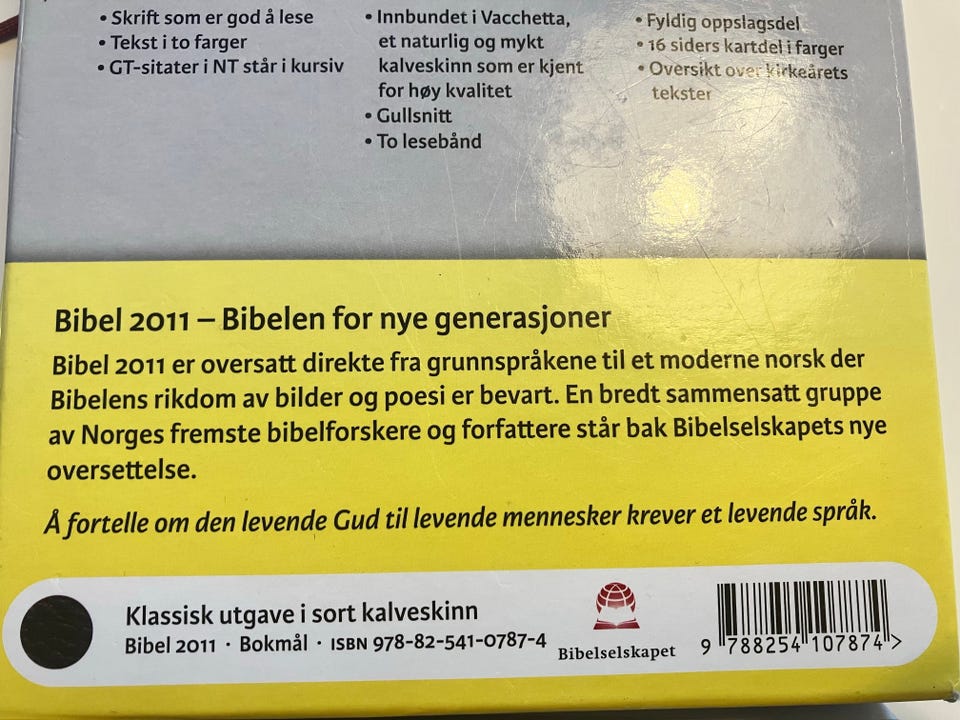 • Skrift som er god å lese
• Tekst i to farger
• GT-sitater i NT står i kursiv
• Innbundet i Vacchetta,
et naturlig og mykt
kalveskinn som er kjent
for høy kvalitet
• Gullsnitt
• To lesebånd
• Fyldig oppslagsdel
• 16 siders kartdel i farger
• Oversikt over kirkeårets
tekster
Bibel 2011 – Bibelen for nye generasjoner
Bibel 2011 er oversatt direkte fra grunnspråkene til et moderne norsk der
Bibelens rikdom av bilder og poesi er bevart. En bredt sammensatt gruppe
av Norges fremste bibelforskere og forfattere står bak Bibelselskapets nye
oversettelse.
Å fortelle om den levende Gud til levende mennesker krever et levende språk.
Klassisk utgave i sort kalveskinn
Bibel 2011 · Bokmål · ISBN 978-82-541-0787-4
Bibelselskapet
9 788254 107874 >